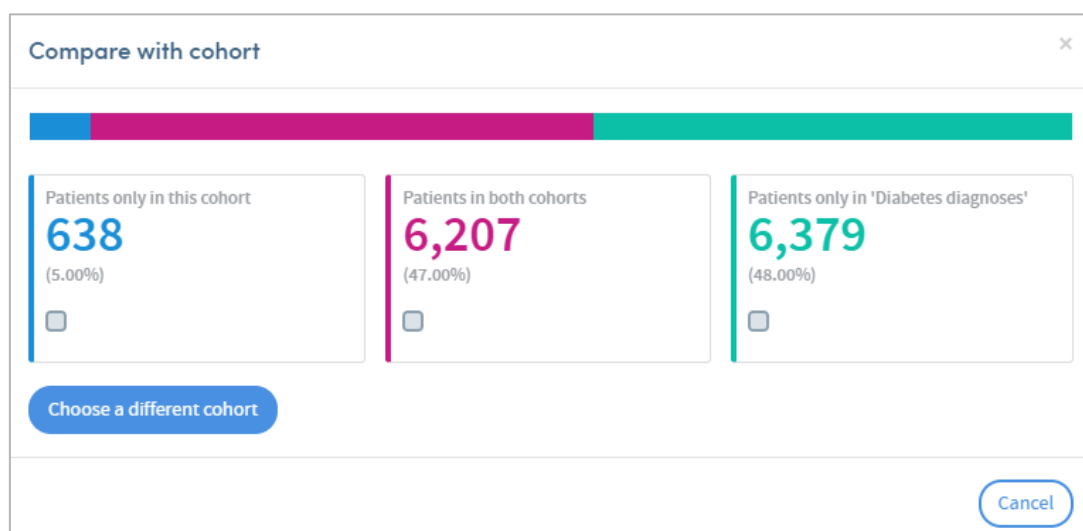 Compare with cohort
×
Patients only in this cohort
638
(5.00%)
Patients in both cohorts
6,207
(47.00%)
Patients only in 'Diabetes diagnoses'
6,379
(48.00%)
Choose a different cohort
Cancel